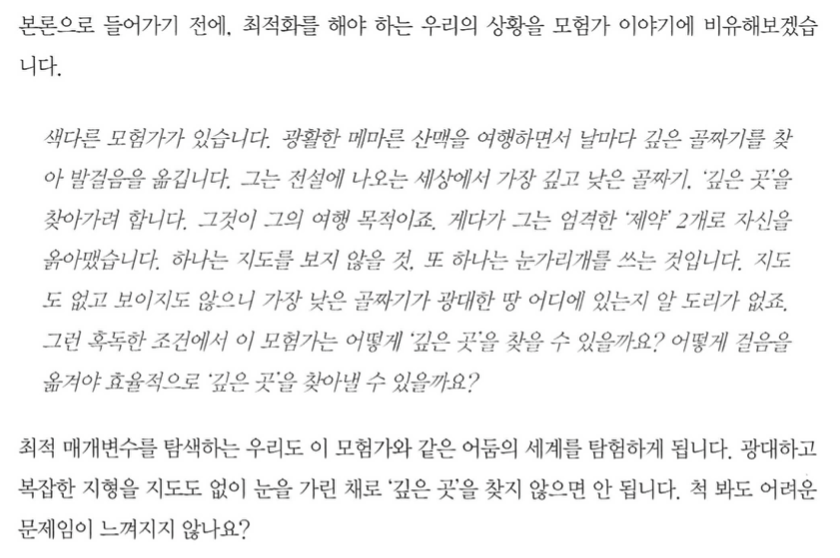 본론으로 들어가기 전에, 최적화를 해야 하는 우리의 상황을 모험가 이야기에 비유해보겠습
니다.
색다른 모험가가 있습니다. 광활한 메마른 산맥을 여행하면서 날마다 깊은 골짜기를 찾
아 발걸음을 옮깁니다. 그는 전설에 나오는 세상에서 가장 깊고 낮은 골짜기, ‘깊은 곳’을
찾아가려 합니다. 그것이 그의 여행 목적이죠. 게다가 그는 엄격한 ‘제약’ 2개로 자신을
옭아맸습니다. 하나는 지도를 보지 않을 것, 또 하나는 눈가리개를 쓰는 것입니다. 지도
도 없고 보이지도 않으니 가장 낮은 골짜기가 광대한 땅 어디에 있는지 알 도리가 없죠.
그런 혹독한 조건에서 이 모험가는 어떻게 ‘깊은 곳’을 찾을 수 있을까요? 어떻게 걸음을
옮겨야 효율적으로 ‘깊은 곳’을 찾아낼 수 있을까요?
최적 매개변수를 탐색하는 우리도 이 모험가와 같은 어둠의 세계를 탐험하게 됩니다. 광대하고
복잡한 지형을 지도도 없이 눈을 가린 채로 ‘깊은 곳’을 찾지 않으면 안 됩니다. 척 봐도 어려운
문제임이 느껴지지 않나요?